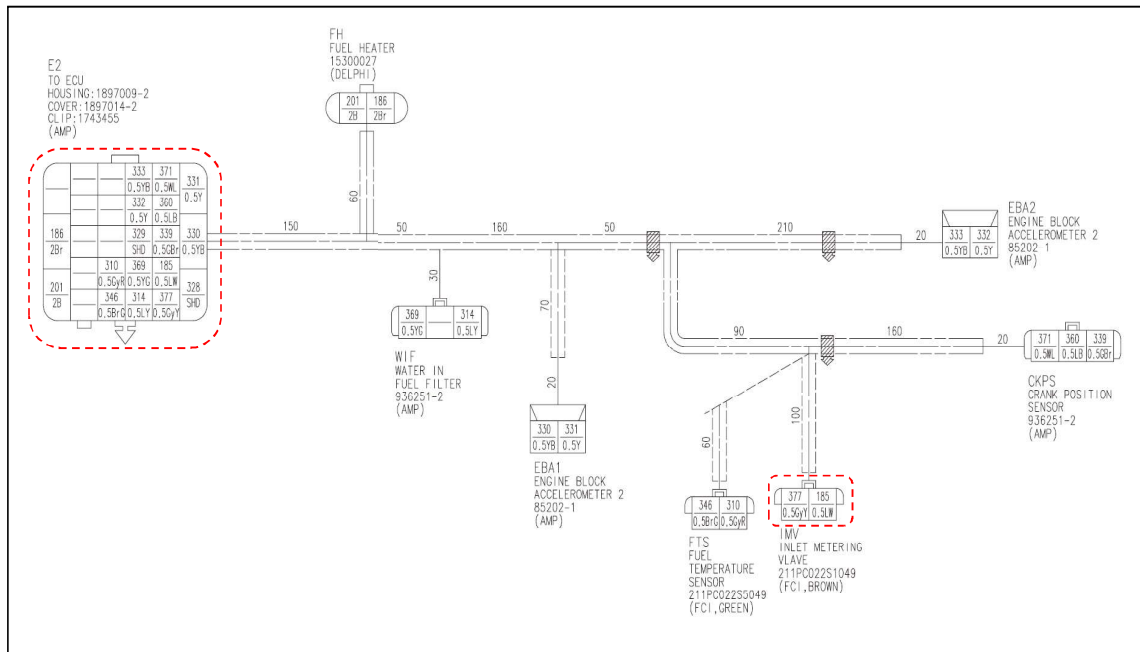 FH
FUEL HEATER
15300027
(DELPHI)
201 186
2B 2Br
E2
TO ECU
HOUSING:1897009-2
COVER:1897014-2
CLIP:1743455
(AMP)
333 371
0.5YB 0.5WL
331
0.5Y
332 360
0.5Y 0.5LB
186
2Br
329 339
SHD 0.5GBr
330
0.5YB
310 369 185
0.5GyR 0.5YG 0.5LW
201
2B
346 314 377
0.5BrG 0.5LY 0.5GyY
328
SHD
60
150
50
160
50
210
20
EBA2
ENGINE BLOCK
ACCELEROMETER 2
85202 1
(AMP)
333 332
0.5YB 0.5Y
30
369 314
0.5YG 0.5LY
WIF
WATER IN
FUEL FILTER
936251-2
(AMP)
70
20
330 331
0.5YB 0.5Y
EBA1
ENGINE BLOCK
ACCELEROMETER 2
85202-1
(AMP)
90
160
20
371 360 339
0.5WL 0.5LB 0.5GBr
CKPS
CRANK POSITION
SENSOR
936251-2
(AMP)
60
100
346 310
0.5BrG 0.5GyR
FTS
FUEL
TEMPERATURE
SENSOR
211PC022S5049
(FCI,GREEN)
377 185
0.5GyY 0.5LW
IMV
INLET METERING
VLAVE
211PC022S1049
(FCI,BROWN)